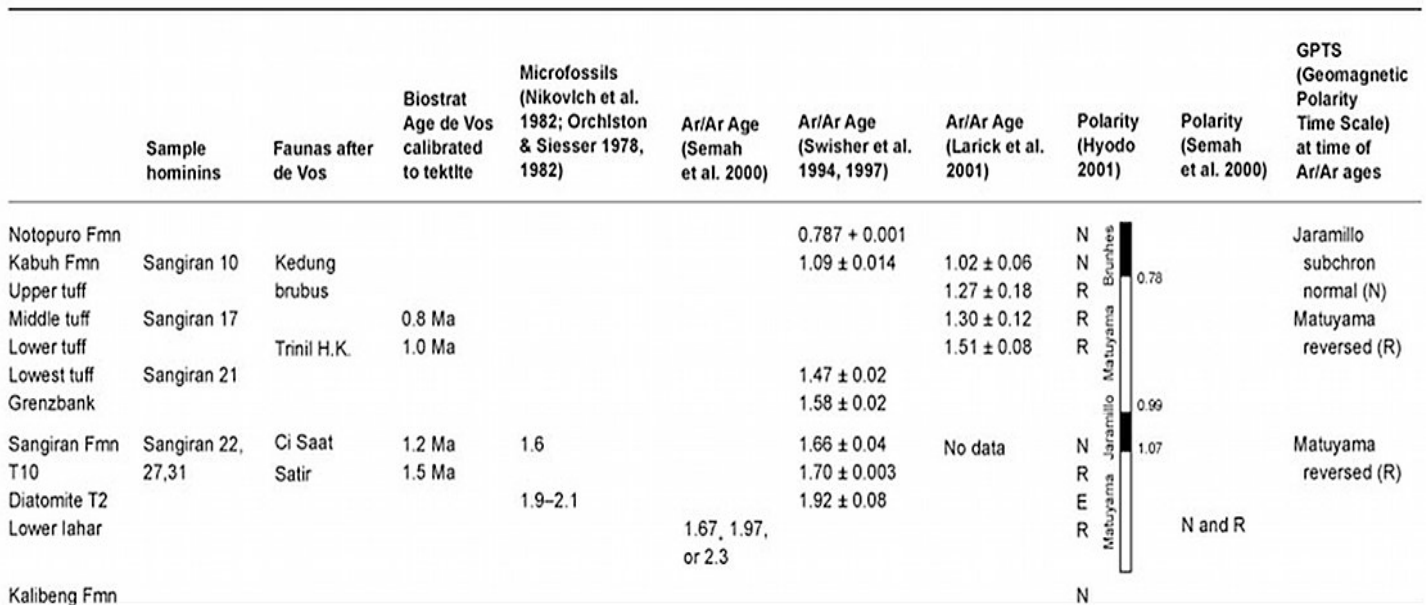 Sample hominins
Faunas after de Vos
Biostrat Age de Vos calibrated to tektlte
Microfossils (Nikovlch et al. 1982; Orchlston & Siesser 1978, 1982)
Ar/Ar Age (Semah et al. 2000)
Ar/Ar Age (Swisher et al. 1994, 1997)
Ar/Ar Age (Larick et al. 2001)
Polarity (Hyodo 2001)
Polarity (Semah et al. 2000)
GPTS (Geomagnetic Polarity Time Scale) at time of Ar/Ar ages
Notopuro Fmn 0.787 + 0.001 N Jaramillo
Kabuh Fmn Sangiran 10 Kedung 1.09 ± 0.014 1.02 ± 0.06 N subchron
Upper tuff brubus 1.27 ± 0.18 R normal (N)
Middle tuff Sangiran 17 0.8 Ma 1.30 ± 0.12 R Matuyama
Lower tuff Trinil H.K. 1.0 Ma 1.51 ± 0.08 R reversed (R)
Lowest tuff Sangiran 21 1.47 ± 0.02
Grenzbank 1.58 ± 0.02
Sangiran Fmn Sangiran 22, Ci Saat 1.2 Ma 1.6 1.66 ± 0.04 No data N Matuyama
T10 27,31 Satir 1.5 Ma 1.70 ± 0.003 R reversed (R)
Diatomite T2 1.9–2.1 1.92 ± 0.08 E
Lower lahar 1.67, 1.97, R N and R
or 2.3
Kalibeng Fmn N
Brunhes
Matuyama
Jaramillo
Matuyama
0.78
0.99
1.07